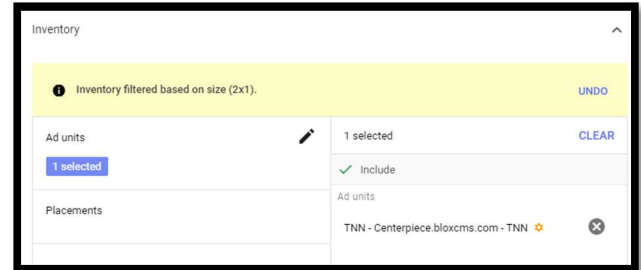 Inventory
Inventory filtered based on size (2x1).
UNDO
Ad units
1 selected
Placements
1 selected
CLEAR
Include
Ad units
TNN - Centerpiece.bloxcms.com - TNN